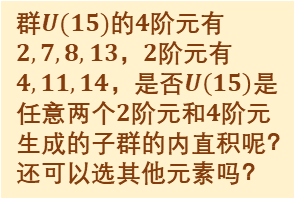 群U(15)的4阶元有
2,7,8,13，2阶元有
4,11,14，是否U(15)是
任意两个2阶元和4阶元
生成的子群的内直积呢?
还可以选其他元素吗?